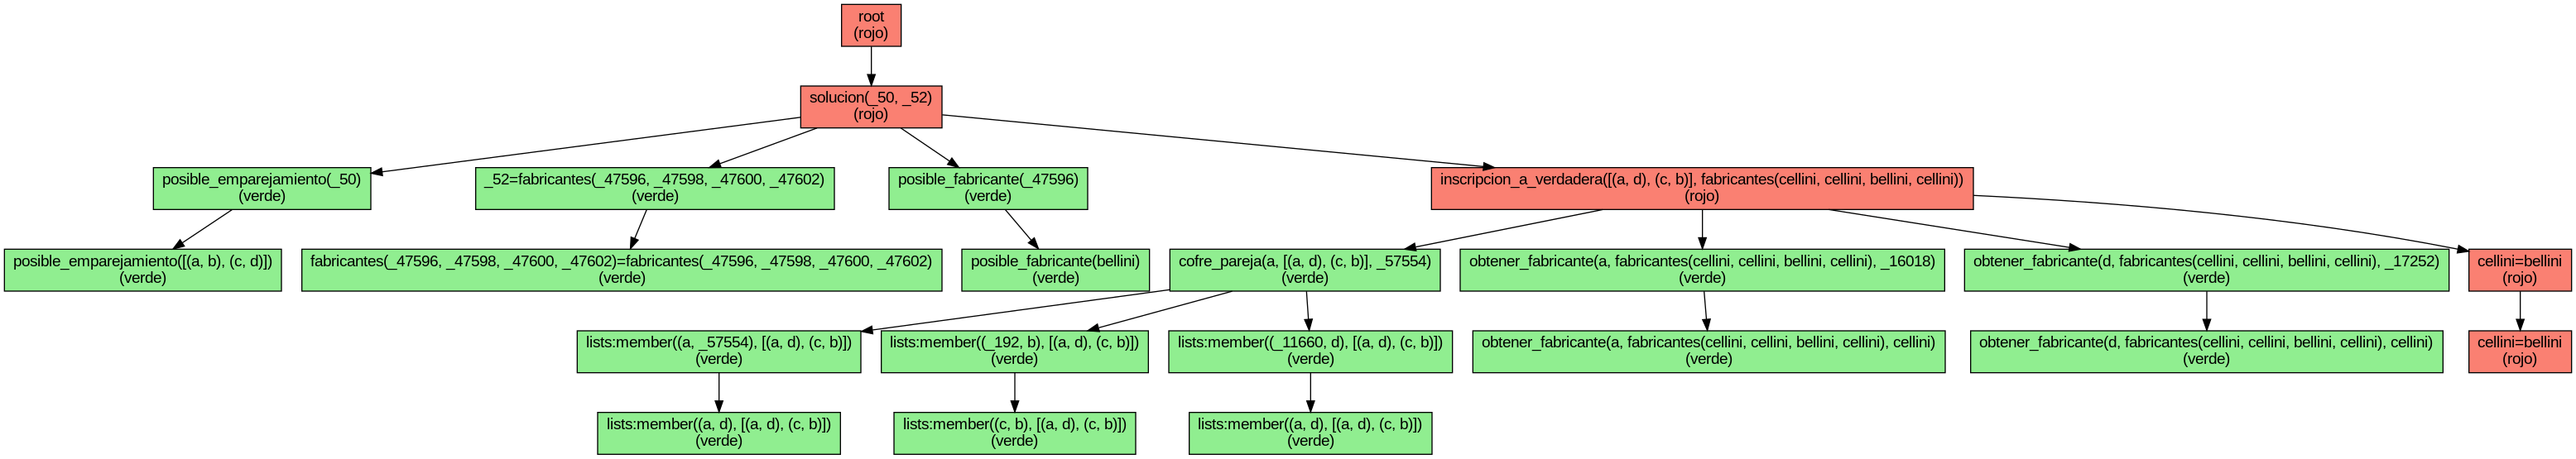 root
(rojo)
solucion(_50, _52)
(rojo)
posible_emparejamiento(_50)
(verde)
_52=fabricantes(_47596, _47598, _47600, _47602)
(verde)
posible_fabricante(_47596)
(verde)
inscripcion_a_verdadera([(a, d), (c, b)], fabricantes(cellini, cellini, bellini, cellini))
(rojo)
posible_emparejamiento([(a, b), (c, d)])
(verde)
fabricantes(_47596, _47598, _47600, _47602)=fabricantes(_47596, _47598, _47600, _47602)
(verde)
posible_fabricante(bellini)
(verde)
cofre_pareja(a, [(a, d), (c, b)], _57554)
(verde)
obtener_fabricante(a, fabricantes(cellini, cellini, bellini, cellini), _16018)
(verde)
obtener_fabricante(d, fabricantes(cellini, cellini, bellini, cellini), _17252)
(verde)
cellini=bellini
(rojo)
lists:member((a, _57554), [(a, d), (c, b)])
(verde)
lists:member((_192, b), [(a, d), (c, b)])
(verde)
lists:member((_11660, d), [(a, d), (c, b)])
(verde)
obtener_fabricante(a, fabricantes(cellini, cellini, bellini, cellini), cellini)
(verde)
obtener_fabricante(d, fabricantes(cellini, cellini, bellini, cellini), cellini)
(verde)
cellini=bellini
(rojo)
lists:member((a, d), [(a, d), (c, b)])
(verde)
lists:member((c, b), [(a, d), (c, b)])
(verde)
lists:member((a, d), [(a, d), (c, b)])
(verde)